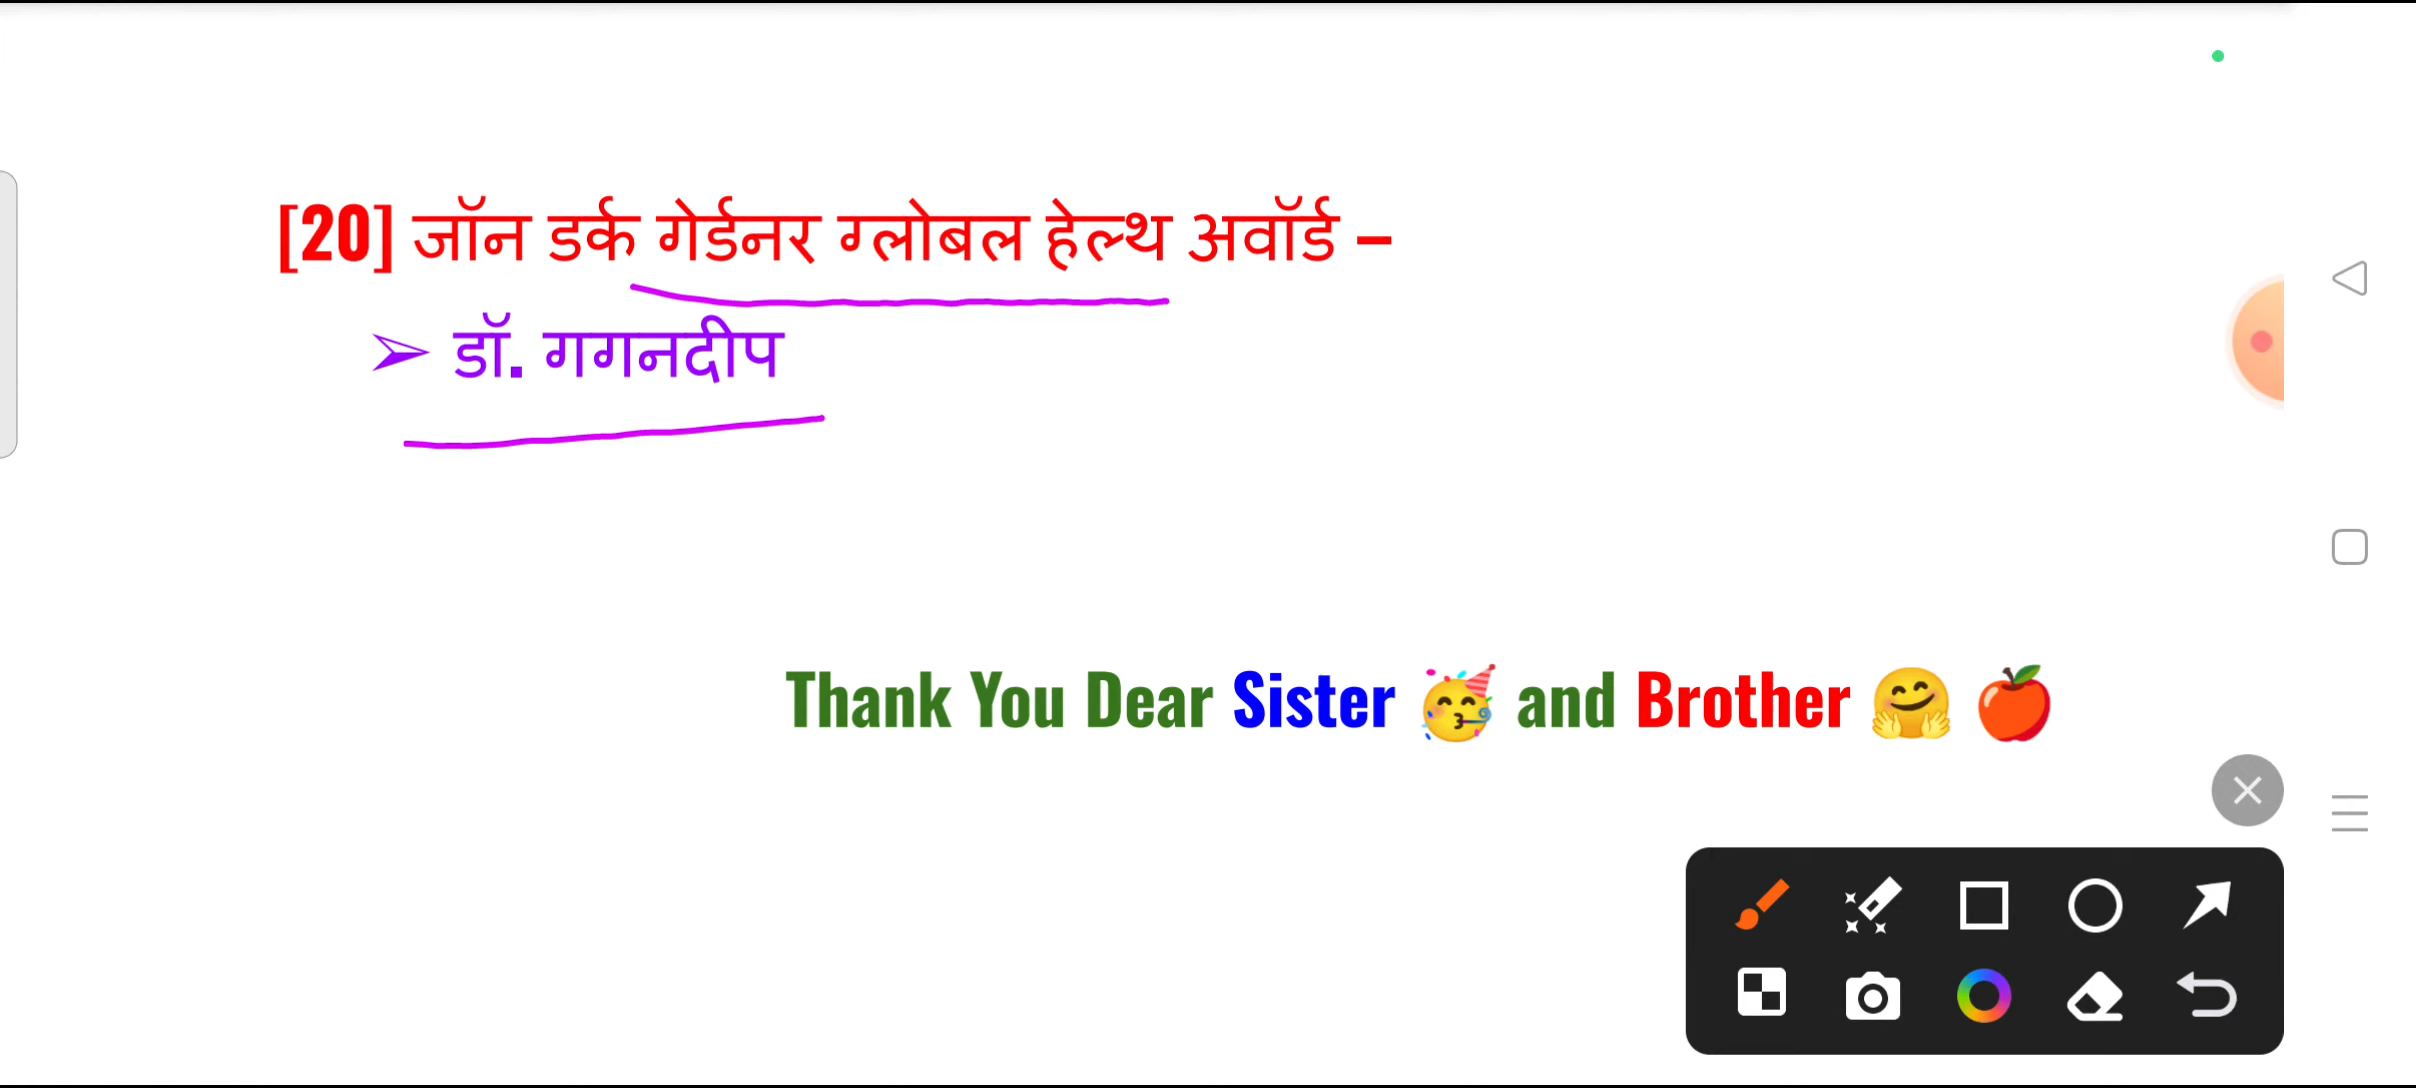 [20] जॉन डर्क गेर्डनर ग्लोबल हेल्थ अवॉर्ड –
➢ डॉ. गगनदीप
Thank You Dear Sister 🥳 and Brother 🤗 🍎